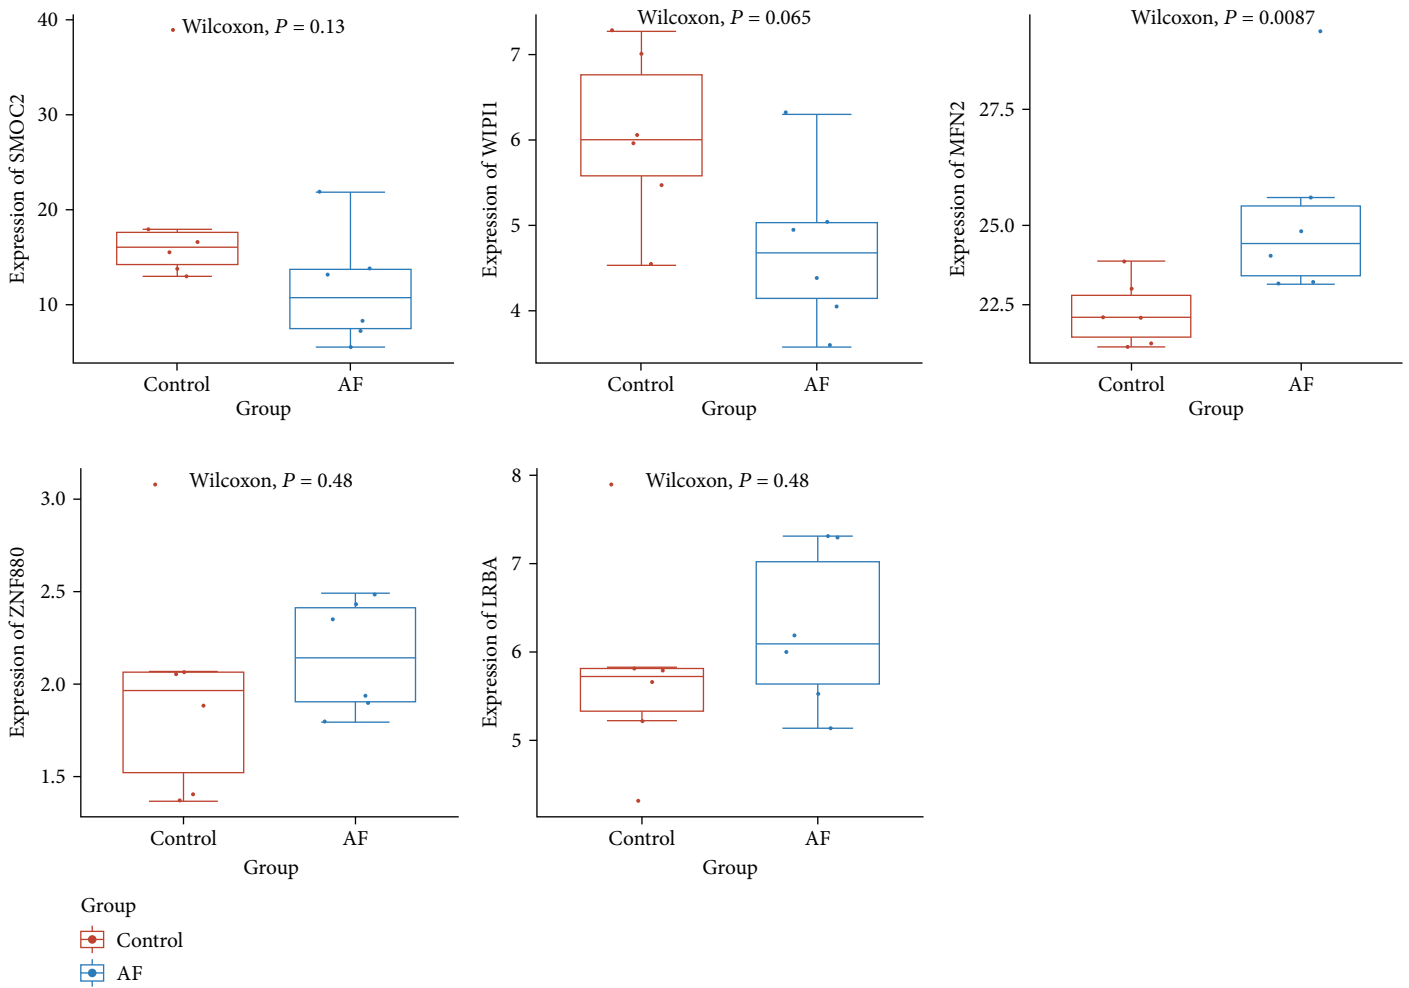 Wilcoxon, P = 0.13
Expression of SMOC2
40
30
20
10
Control
AF
Group
Wilcoxon, P = 0.065
Expression of WIPI1
7
6
5
4
Control
AF
Group
Wilcoxon, P = 0.0087
Expression of MFN2
27.5
25.0
22.5
Control
AF
Group
Wilcoxon, P = 0.48
Expression of ZNF880
3.0
2.5
2.0
1.5
Control
AF
Group
Wilcoxon, P = 0.48
Expression of LRBA
8
7
6
5
Control
AF
Group
Group
Control
AF